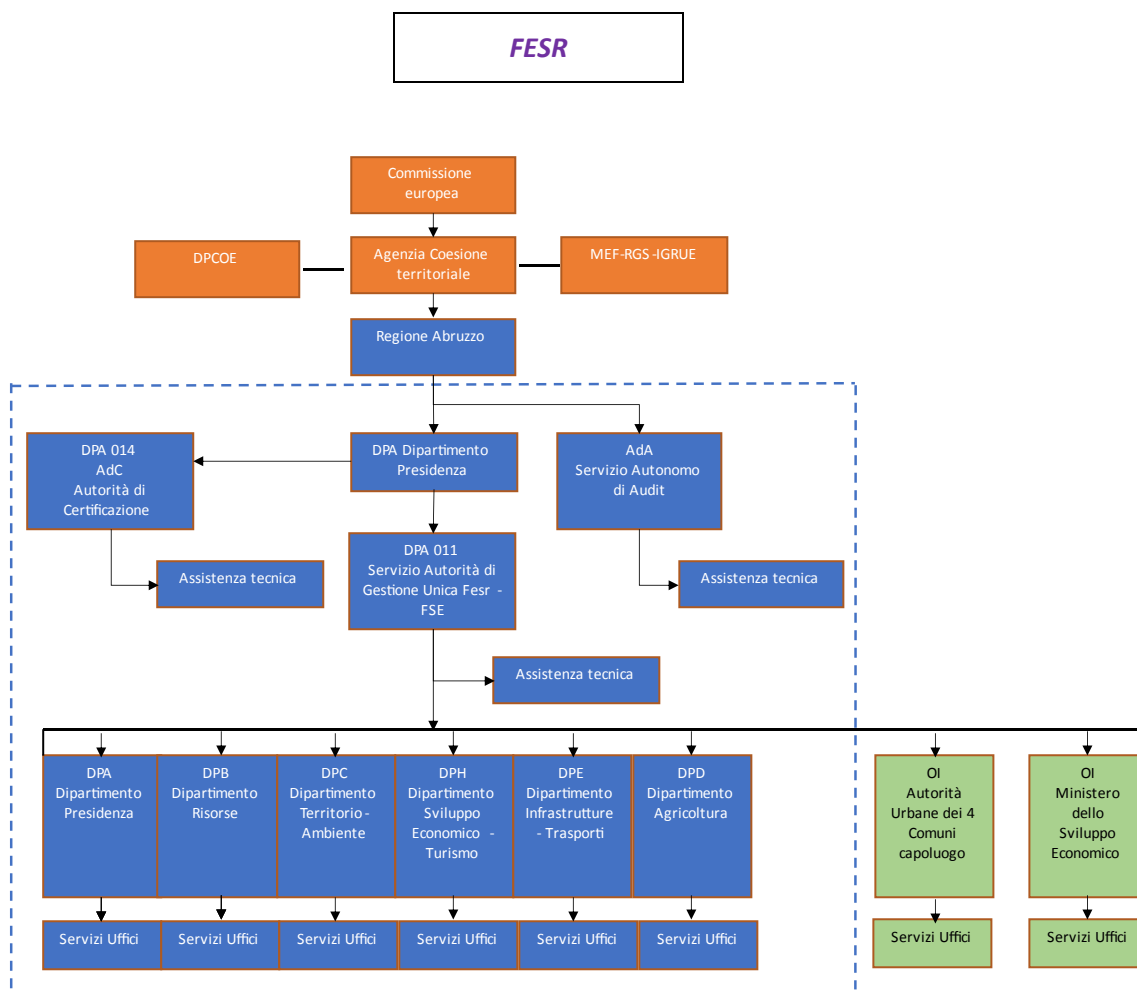 FESR
Commissione
europea
DPCOE
Agenzia Coesione
territoriale
MEF-RGS-IGRUE
Regione Abruzzo
DPA 014
AdC
Autorità di
Certificazione
DPA Dipartimento
Presidenza
AdA
Servizio Autonomo
di Audit
Assistenza tecnica
DPA 011
Servizio Autorità di
Gestione Unica Fesr -
FSE
Assistenza tecnica
Assistenza tecnica
DPA
Dipartimento
Presidenza
DPB
Dipartimento
Risorse
DPC
Dipartimento
Territorio-
Ambiente
DPH
Dipartimento
Sviluppo
Economico -
Turismo
DPE
Dipartimento
Infrastrutture
- Trasporti
DPD
Dipartimento
Agricoltura
OI
Autorità
Urbane dei 4
Comuni
capoluogo
OI
Ministero
dello
Sviluppo
Economico
Servizi Uffici
Servizi Uffici
Servizi Uffici
Servizi Uffici
Servizi Uffici
Servizi Uffici
Servizi Uffici
Servizi Uffici